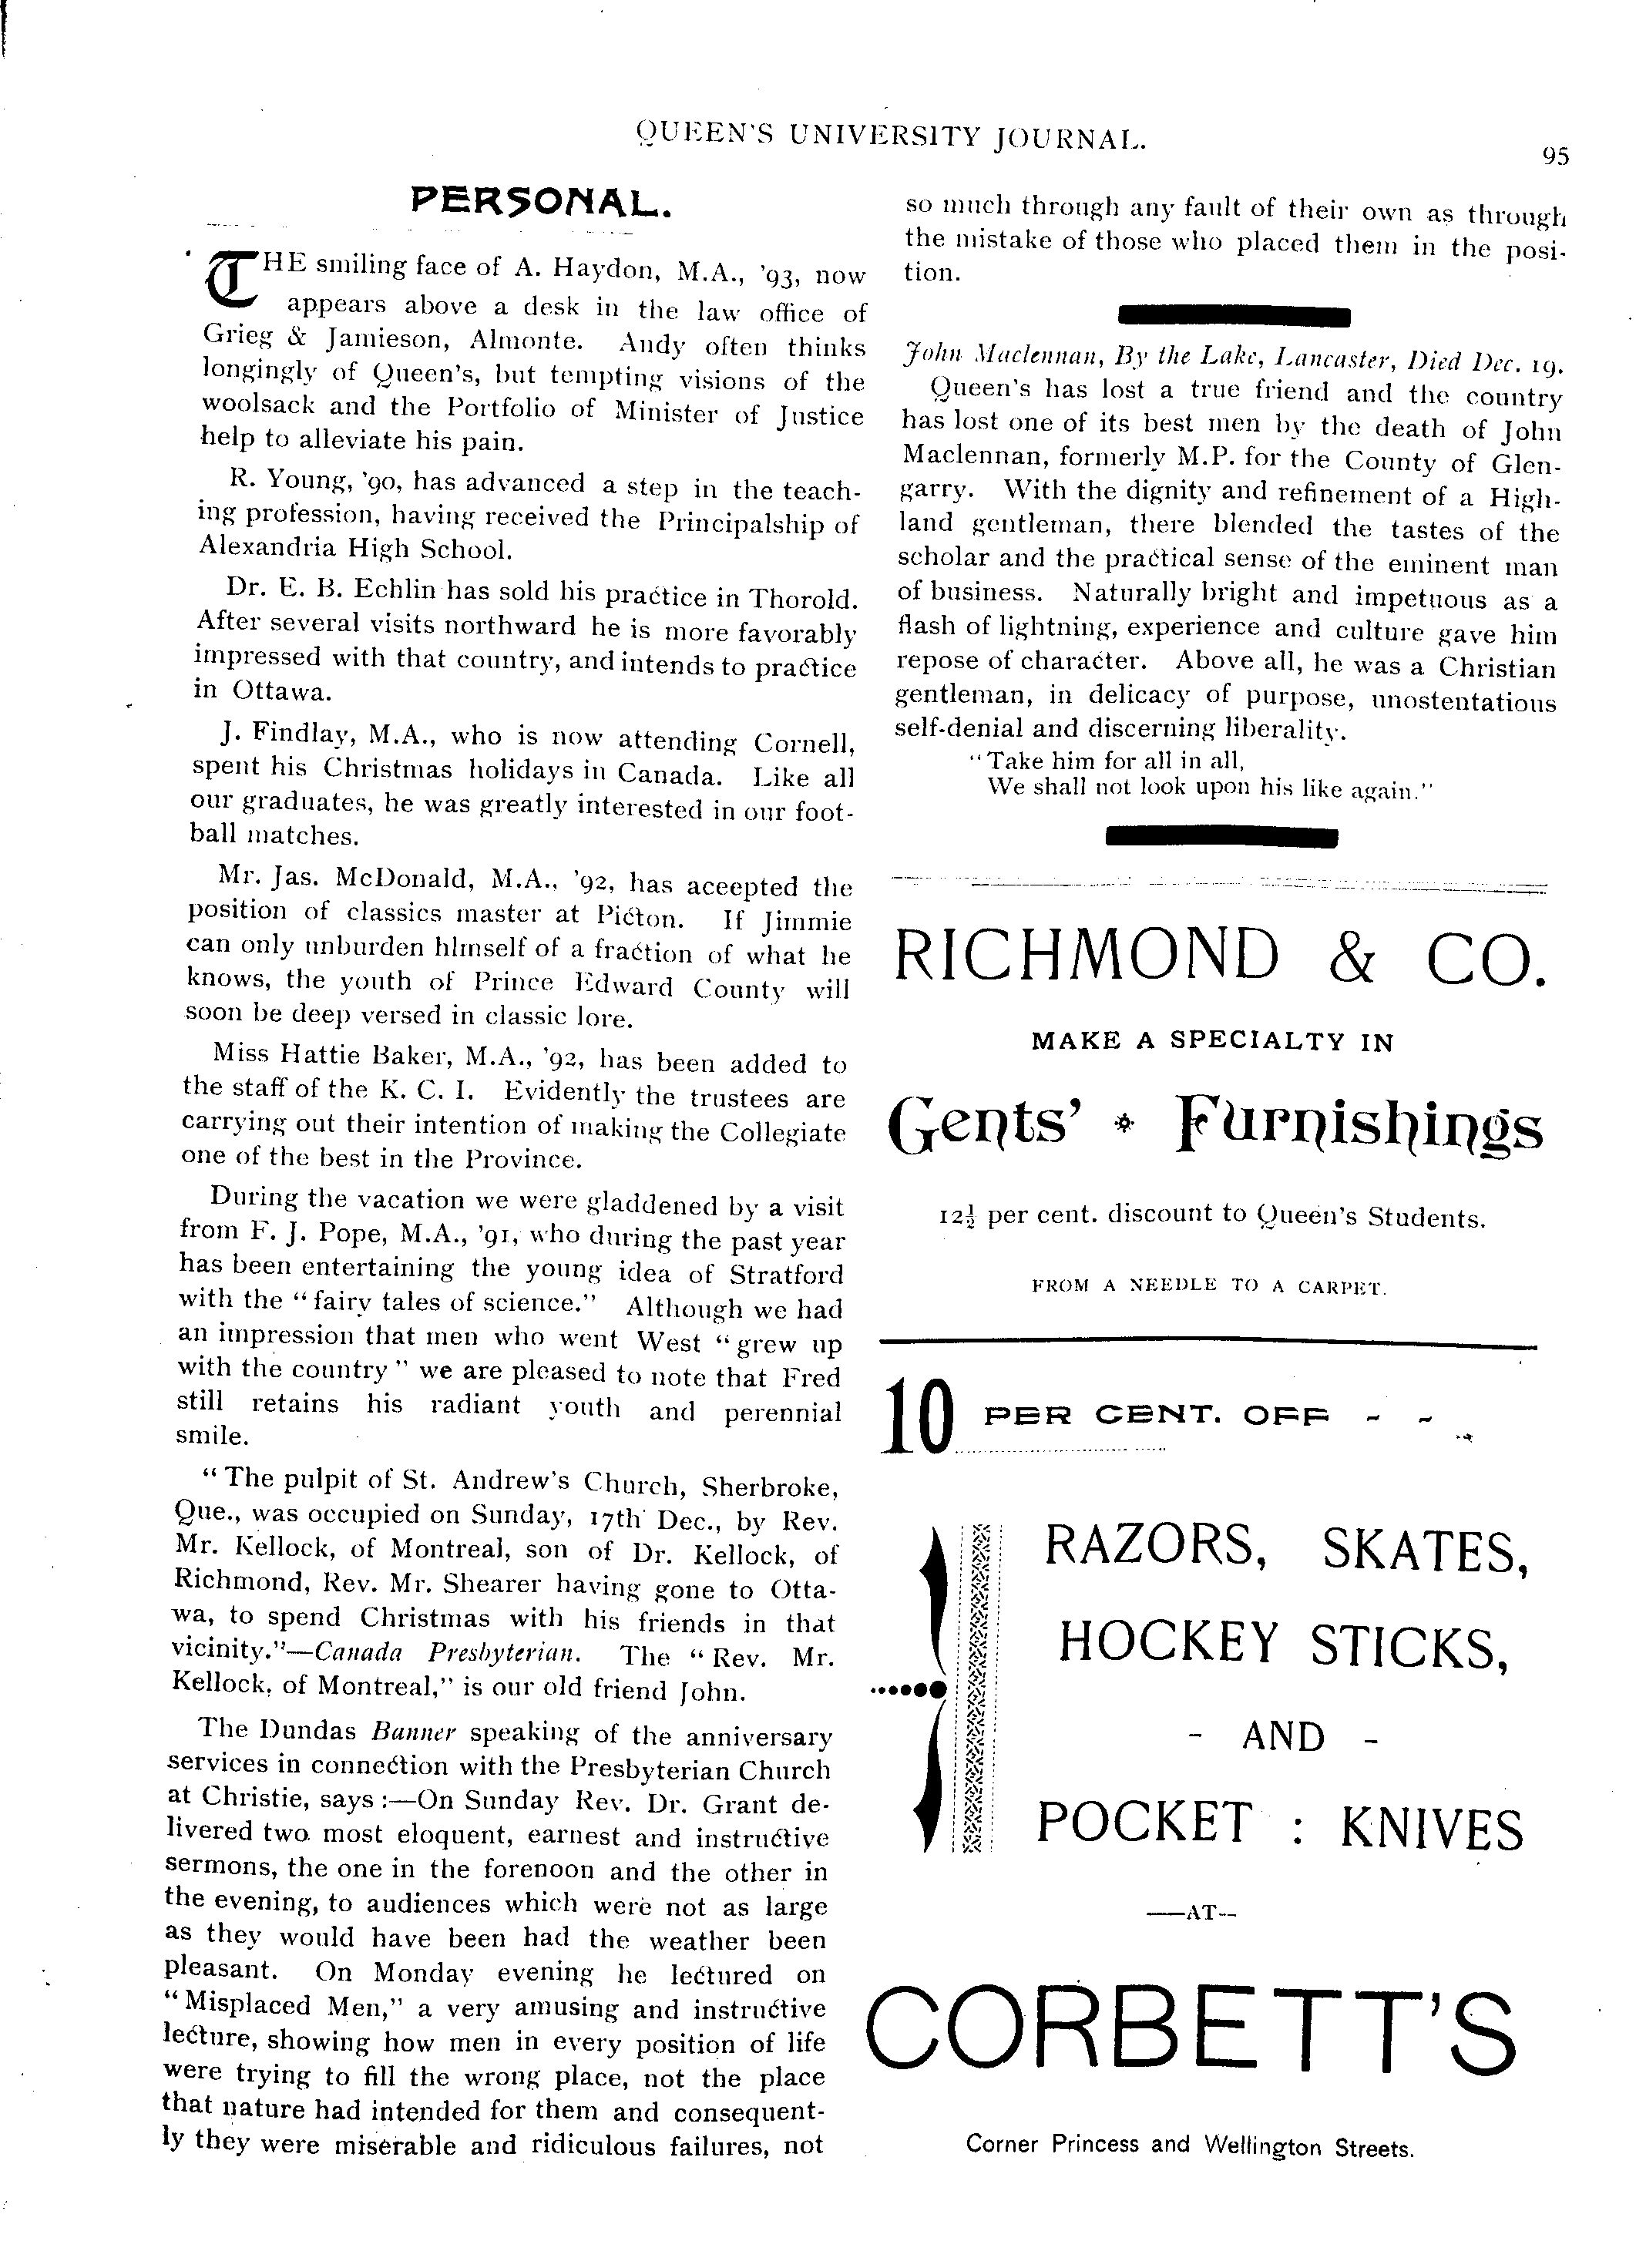 QUEEN'S UNIVERSITY JOURNAL.
95
PERSONAL.
THE smiling face of A. Haydon, M.A., '93, now
appears above a desk in the law office of
Grieg & Jamieson, Almonte. Andy often thinks
longingly of Queen's, but tempting visions of the
woolsack and the Portfolio of Minister of Justice
help to alleviate his pain.
R. Young, '90, has advanced a step in the teach-
ing profession, having received the Principalship of
Alexandria High School.
Dr. E. B. Echlin has sold his practice in Thorold.
After several visits northward he is more favorably
impressed with that country, and intends to practice
in Ottawa.
J. Findlay, M.A., who is now attending Cornell,
spent his Christmas holidays in Canada. Like all
our graduates, he was greatly interested in our foot-
ball matches.
Mr. Jas. McDonald, M.A., '92, has aceepted the
position of classics master at Picton. If Jimmie
can only unburden hlmself of a fraction of what he
knows, the youth of Prince Edward County will
soon be deep versed in classic lore.
Miss Hattie Baker, M.A., '92, has been added to
the staff of the K. C. I. Evidently the trustees are
carrying out their intention of making the Collegiate
one of the best in the Province.
During the vacation we were gladdened by a visit
from F. J. Pope, M.A., '91, who during the past year
has been entertaining the young idea of Stratford
with the "fairy tales of science." Although we had
an impression that men who went West "grew up
with the country" we are pleased to note that Fred
still retains his radiant youth and perennial
smile.
"The pulpit of St. Andrew's Church, Sherbroke,
Que., was occupied on Sunday, 17th Dec., by Rev.
Mr. Kellock, of Montreal, son of Dr. Kellock, of
Richmond, Rev. Mr. Shearer having gone to Otta-
wa, to spend Christmas with his friends in that
vicinity."—Canada Presbyterian. The "Rev. Mr.
Kellock, of Montreal," is our old friend John.
The Dundas Banner speaking of the anniversary
services in connection with the Presbyterian Church
at Christie, says :—On Sunday Rev. Dr. Grant de-
livered two most eloquent, earnest and instructive
sermons, the one in the forenoon and the other in
the evening, to audiences which were not as large
as they would have been had the weather been
pleasant. On Monday evening he lectured on
"Misplaced Men," a very amusing and instructive
lecture, showing how men in every position of life
were trying to fill the wrong place, not the place
that nature had intended for them and consequent-
ly they were miserable and ridiculous failures, not
so much through any fault of their own as through
the mistake of those who placed them in the posi-
tion.
John Maclennan, By the Lake, Lancaster, Died Dec. 19.
Queen's has lost a true friend and the country
has lost one of its best men by the death of John
Maclennan, formerly M.P. for the County of Glen-
garry. With the dignity and refinement of a High-
land gentleman, there blended the tastes of the
scholar and the practical sense of the eminent man
of business. Naturally bright and impetuous as a
flash of lightning, experience and culture gave him
repose of character. Above all, he was a Christian
gentleman, in delicacy of purpose, unostentatious
self-denial and discerning liberality.
"Take him for all in all,
We shall not look upon his like again."
RICHMOND & CO.
MAKE A SPECIALTY IN
Gents' Furnishings
12½ per cent. discount to Queen's Students.
FROM A NEEDLE TO A CARPET.
10 PER CENT. OFF - -
RAZORS, SKATES,
HOCKEY STICKS,
- AND -
POCKET : KNIVES
—AT—
CORBETT'S
Corner Princess and Wellington Streets.